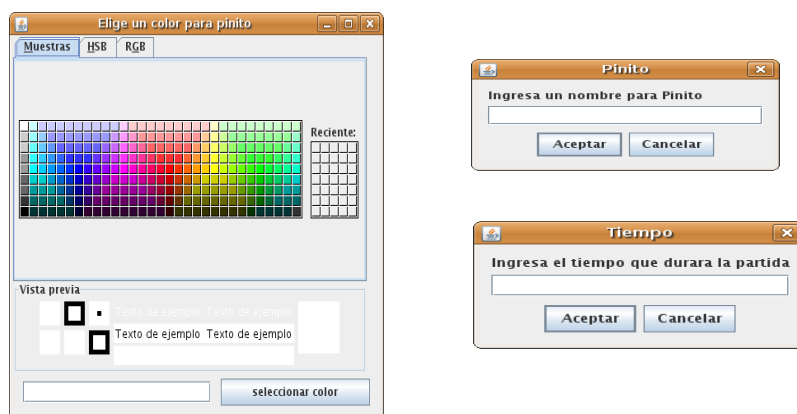 Elige un color para pinito
Muestras HSB RGB
Reciente:
Vista previa
Texto de ejemplo Texto de ejemplo
Texto de ejemplo Texto de ejemplo
seleccionar color
Pinito
Ingresa un nombre para Pinito
Aceptar Cancelar
Tiempo
Ingresa el tiempo que durara la partida
Aceptar Cancelar